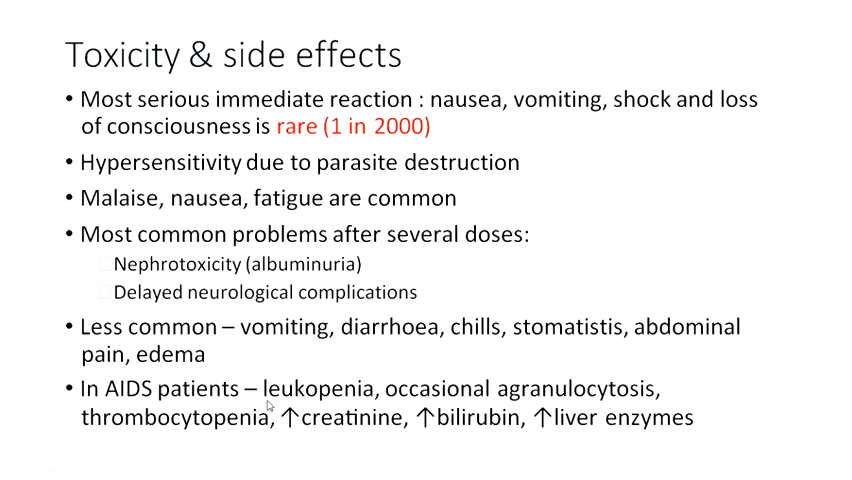 Toxicity & side effects
• Most serious immediate reaction : nausea, vomiting, shock and loss
of consciousness is rare (1 in 2000)
• Hypersensitivity due to parasite destruction
• Malaise, nausea, fatigue are common
• Most common problems after several doses:
Nephrotoxicity (albuminuria)
Delayed neurological complications
• Less common – vomiting, diarrhoea, chills, stomatistis, abdominal
pain, edema
• In AIDS patients – leukopenia, occasional agranulocytosis,
thrombocytopenia, ↑creatinine, ↑bilirubin, ↑liver enzymes